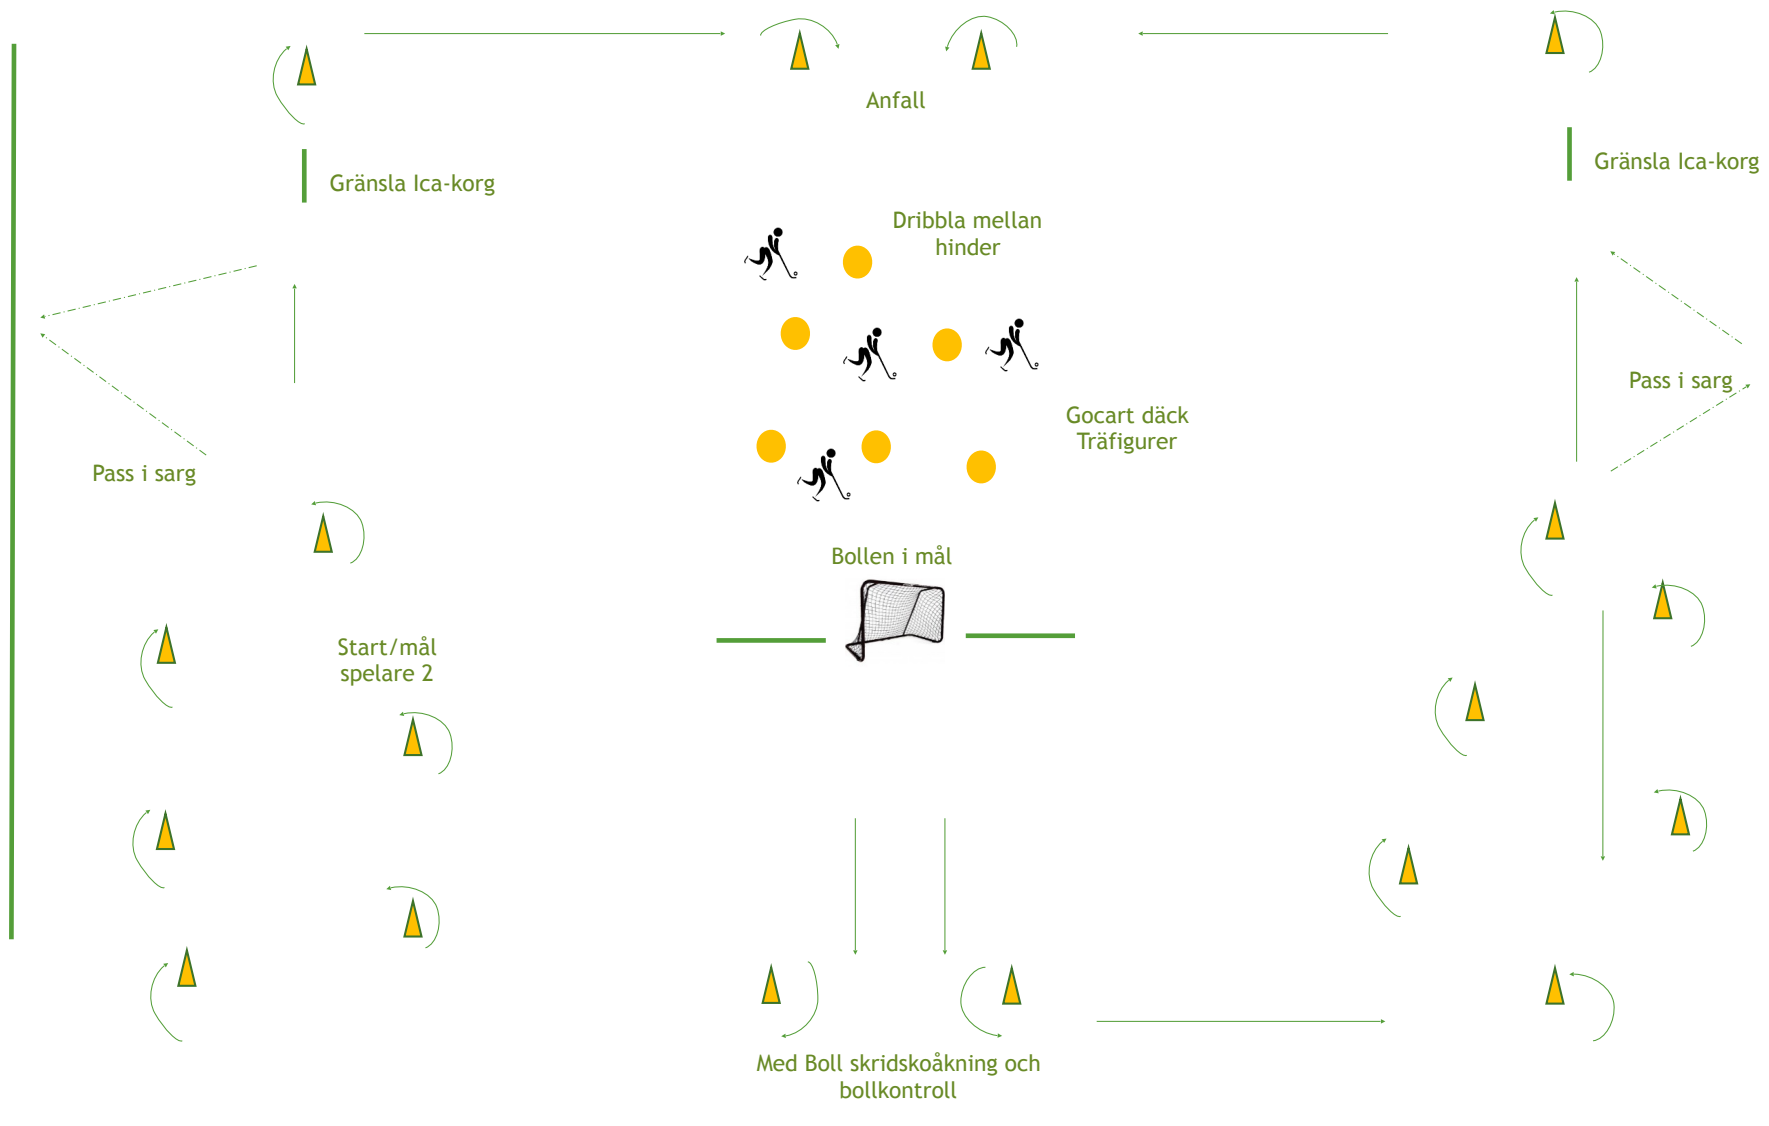 Anfall
Gränsla Ica-korg
Gränsla Ica-korg
Dribbla mellan
hinder
Pass i sarg
Gocart däck
Träfigurer
Pass i sarg
Bollen i mål
Start/mål
spelare 2
Med Boll skridskoåkning och
bollkontroll